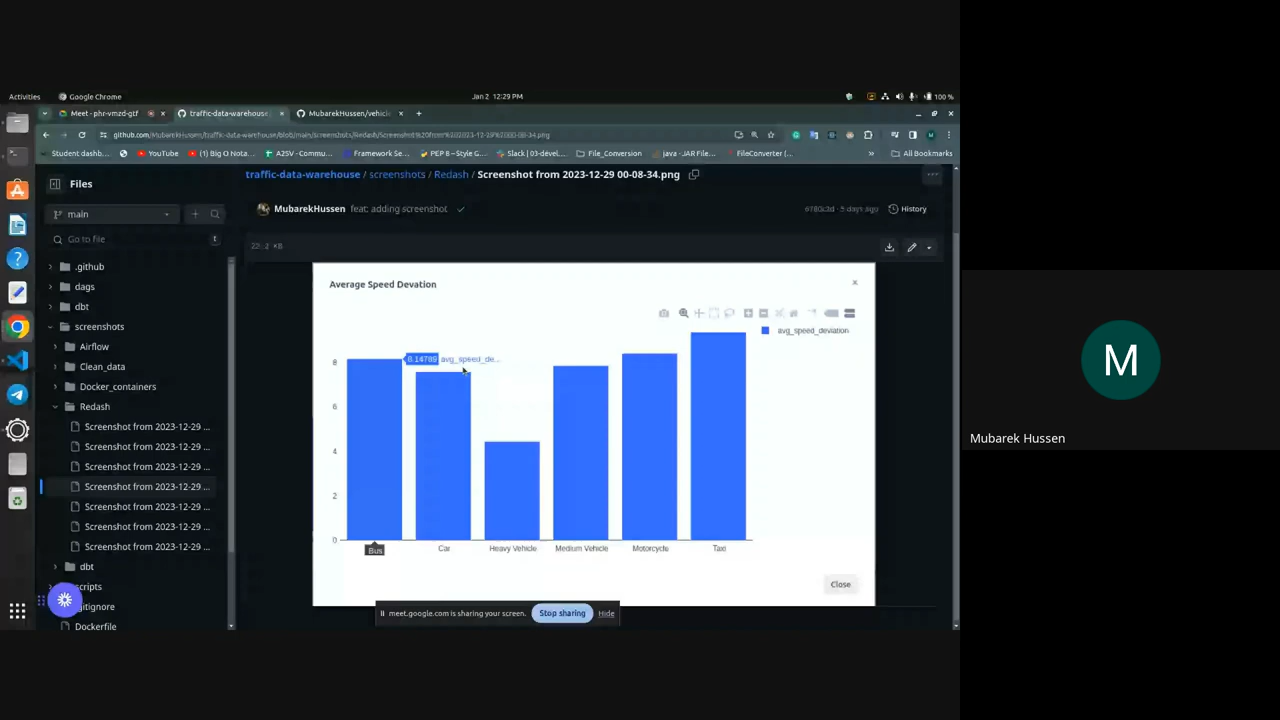 Activities
Google Chrome
Jan 2 12:29 PM
100 %
Meet - phr-vmzd-gtf
traffic-data-warehouse
MubarekHussen/vehicle
Student dashb...
YouTube
(1) Big O Nota...
A2SV - Commu...
Framework Se...
PEP 8 – Style G...
Slack | 03-devel...
File_Conversion
java - JAR File...
FileConverter (...
»
All Bookmarks
Files
main
Go to file
t
.github
dags
dbt
screenshots
Airflow
Clean_data
Docker_containers
Redash
Screenshot from 2023-12-29 ...
Screenshot from 2023-12-29 ...
Screenshot from 2023-12-29 ...
Screenshot from 2023-12-29 ...
Screenshot from 2023-12-29 ...
Screenshot from 2023-12-29 ...
Screenshot from 2023-12-29 ...
dbt
scripts
gitignore
Dockerfile
traffic-data-warehouse / screenshots / Redash / Screenshot from 2023-12-29 00-08-34.png
MubarekHussen feat: adding screenshot
5 days ago
History
KB
Average Speed Devation
x
avg_speed_deviation
8.14789 avg_speed_de...
8
6
4
2
0
Bus
Car
Heavy Vehicle
Medium Vehicle
Motorcycle
Taxi
Close
meet.google.com is sharing your screen.
Stop sharing
Hide
M
Mubarek Hussen